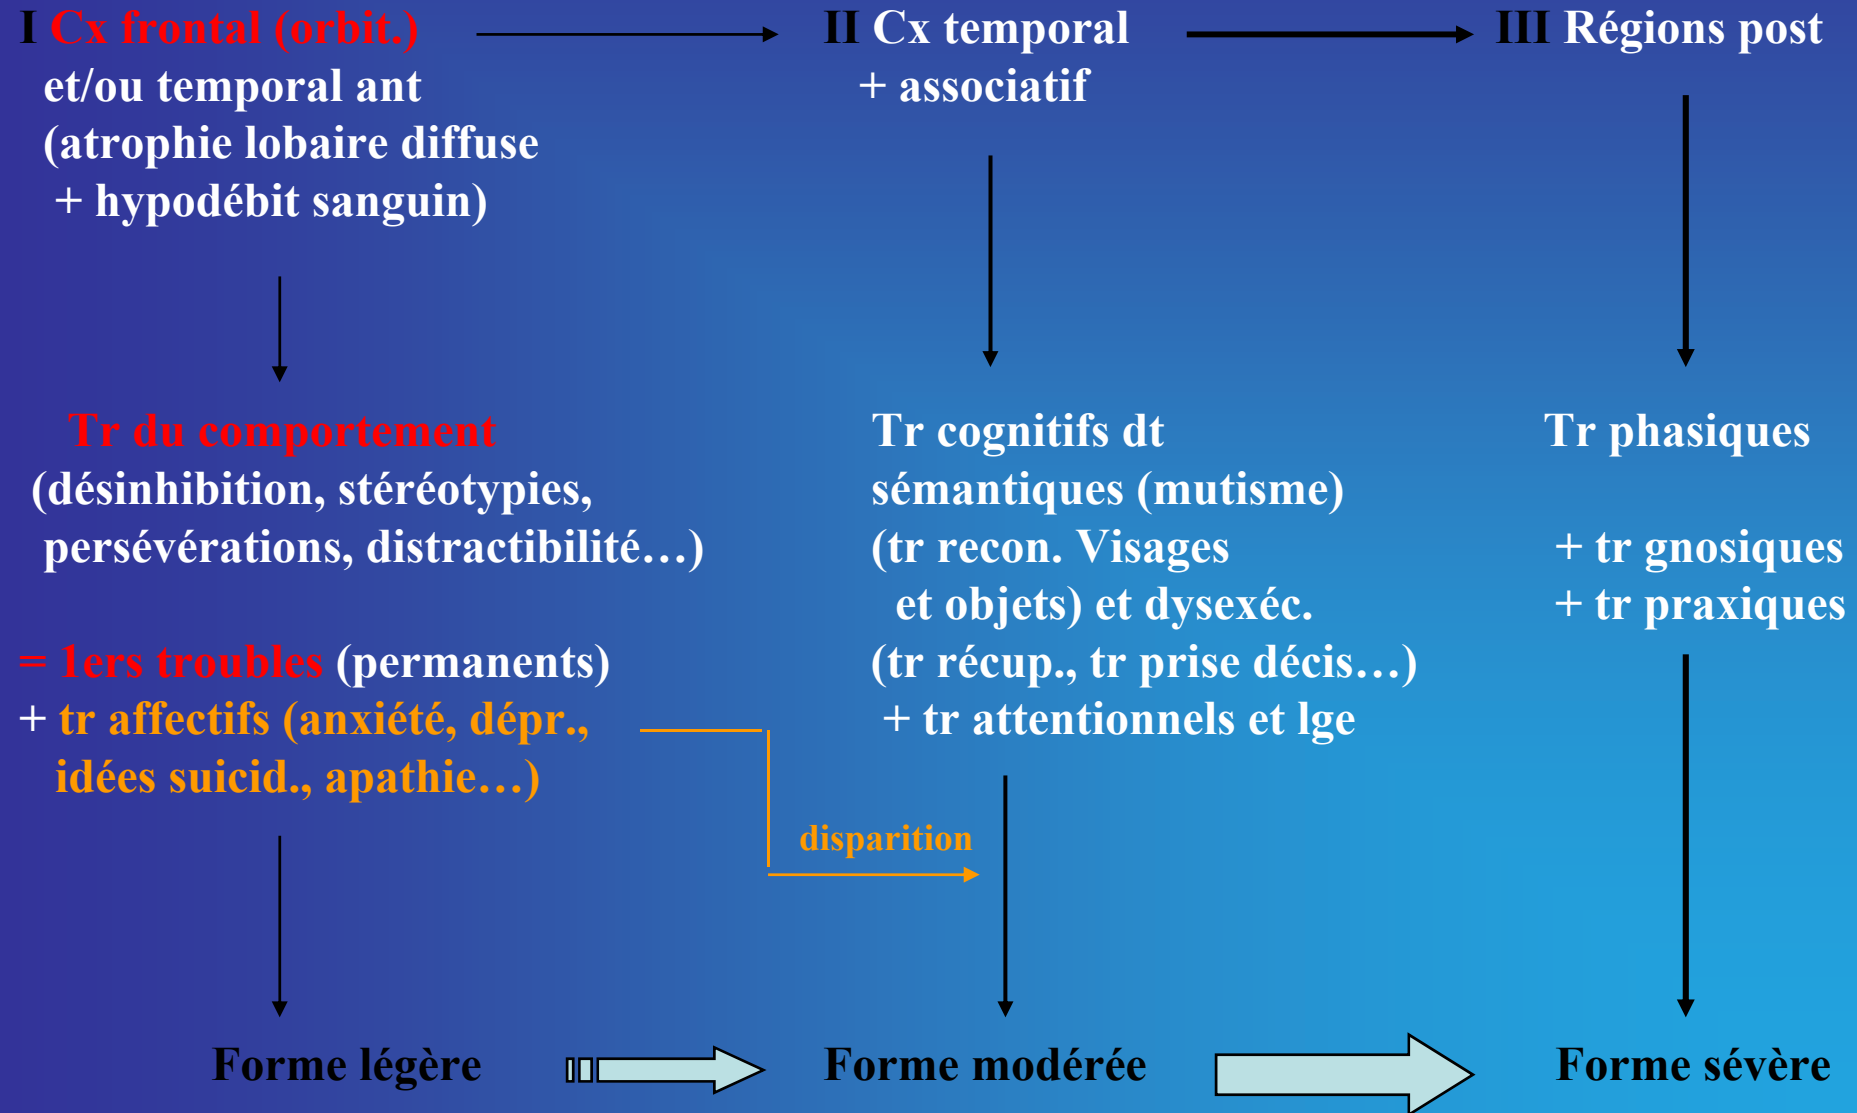 I Cx frontal (orbit.)
et/ou temporal ant
(atrophie lobaire diffuse
+ hypodébit sanguin)
II Cx temporal
+ associatif
III Régions post
Tr du comportement
(désinhibition, stéréotypies,
persévérations, distractibilité…)
= 1ers troubles (permanents)
+ tr affectifs (anxiété, dépr.,
idées suicid., apathie…)
disparition
Tr cognitifs dt
sémantiques (mutisme)
(tr recon. Visages
et objets) et dysexéc.
(tr récup., tr prise décis…)
+ tr attentionnels et lge
Tr phasiques
+ tr gnosiques
+ tr praxiques
Forme légère
Forme modérée
Forme sévère